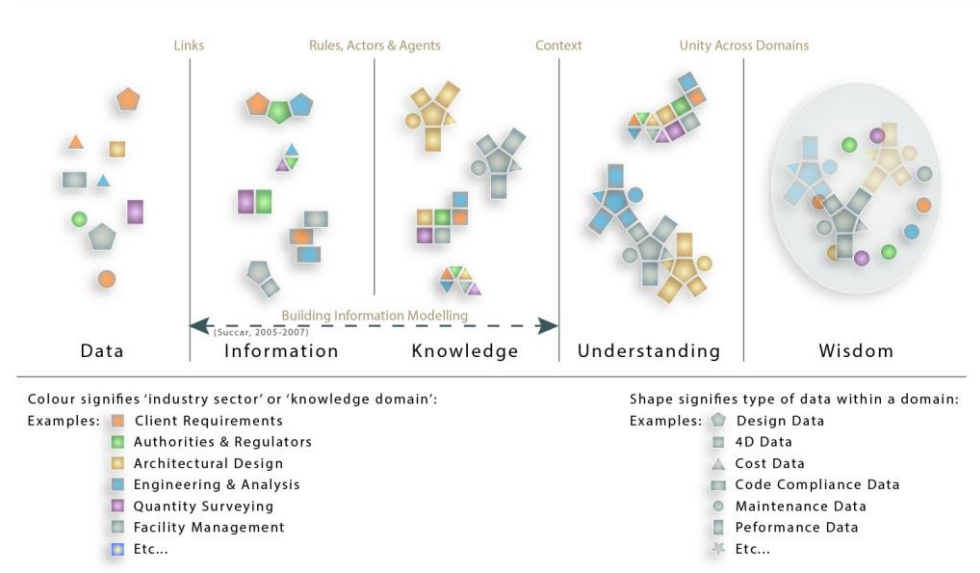 Links
Rules, Actors & Agents
Context
Unity Across Domains
Building Information Modelling
(Succar, 2005-2007)
Data
Information
Knowledge
Understanding
Wisdom
Colour signifies 'industry sector' or 'knowledge domain':
Examples:
Client Requirements
Authorities & Regulators
Architectural Design
Engineering & Analysis
Quantity Surveying
Facility Management
Etc...
Shape signifies type of data within a domain:
Examples:
Design Data
4D Data
Cost Data
Code Compliance Data
Maintenance Data
Peformance Data
Etc...